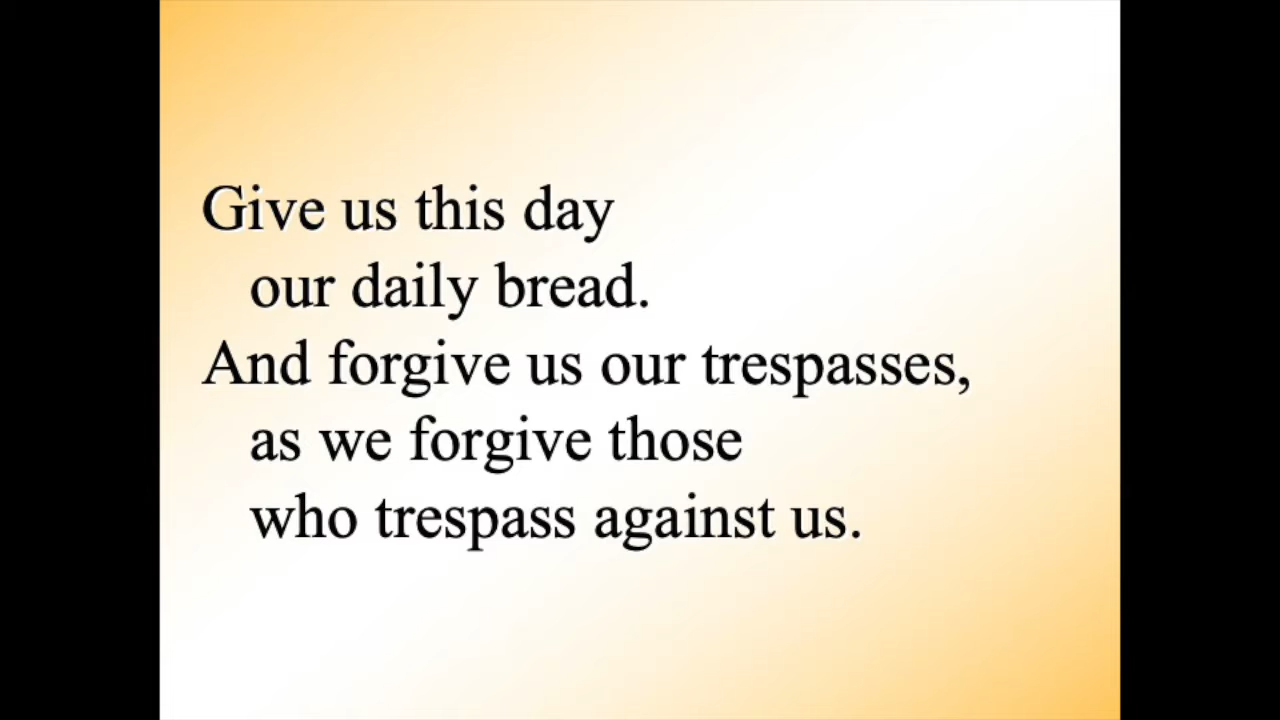 Give us this day
our daily bread.
And forgive us our trespasses,
as we forgive those
who trespass against us.